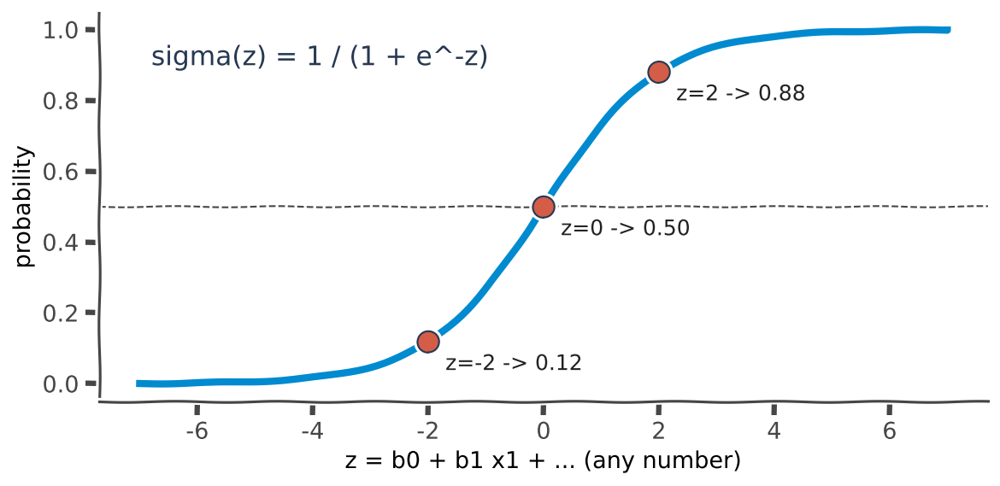 sigma(z) = 1 / (1 + e^-z)
1.0
0.8
0.6
0.4
0.2
0.0
probability
z=2 -> 0.88
z=0 -> 0.50
z=-2 -> 0.12
-6 -4 -2 0 2 4 6
z = b0 + b1 x1 + ... (any number)